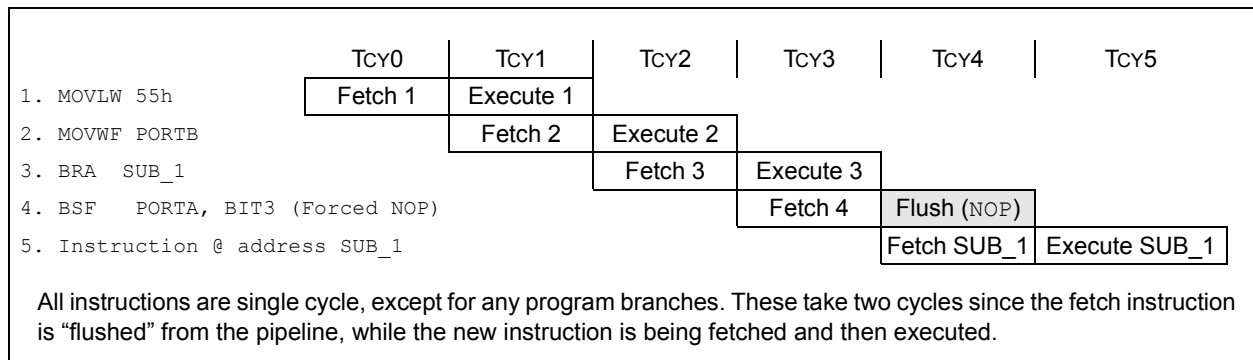 TCY0 TCY1 TCY2 TCY3 TCY4 TCY5
1. MOVLW 55h Fetch 1 Execute 1
2. MOVWF PORTB Fetch 2 Execute 2
3. BRA SUB_1 Fetch 3 Execute 3
4. BSF PORTA, BIT3 (Forced NOP) Fetch 4 Flush (NOP)
5. Instruction @ address SUB_1 Fetch SUB_1 Execute SUB_1
All instructions are single cycle, except for any program branches. These take two cycles since the fetch instruction
is “flushed” from the pipeline, while the new instruction is being fetched and then executed.